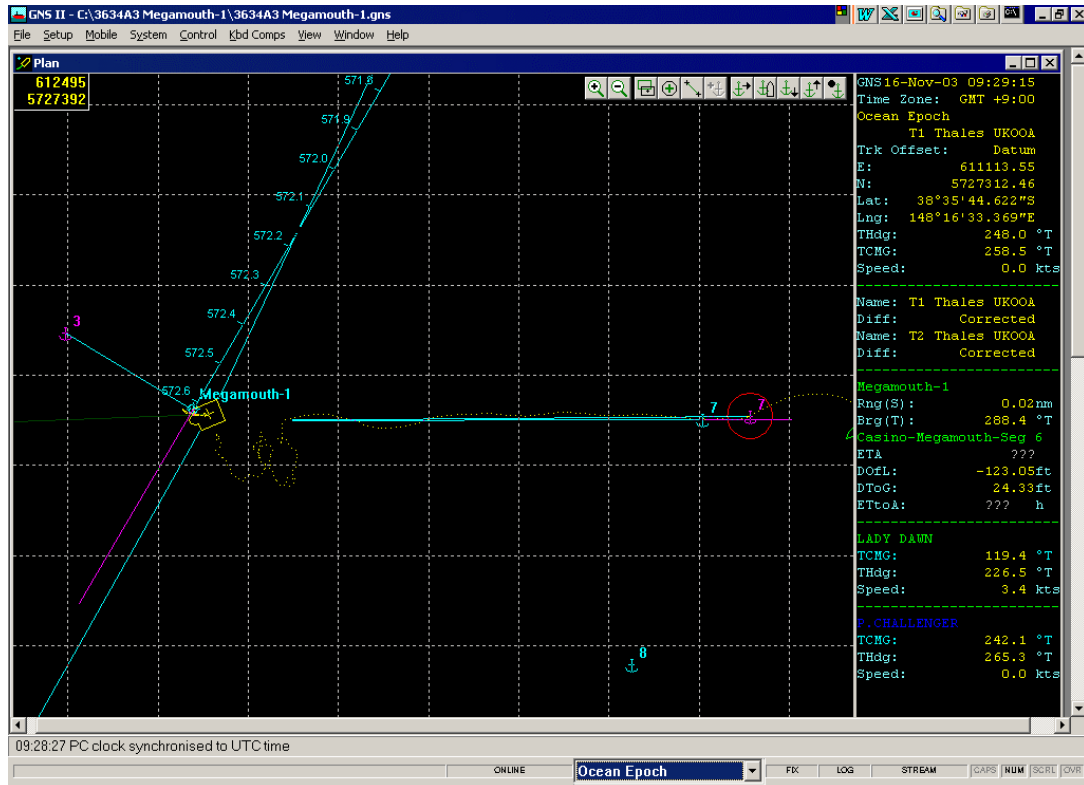 GNS II - C:\3634A3 Megamouth-1\3634A3 Megamouth-1.gns
File Setup Mobile System Control Kbd Comps View Window Help
Plan
612495
5727392
571.8
571.9
572.0
572.1
572.2
572.3
572.4
572.5
572.6
Megamouth-1
3
7
7
8
GNS 16-Nov-03 09:29:15
Time Zone: GMT +9:00
Ocean Epoch
T1 Thales UKOOA
Trk Offset: Datum
E: 611113.55
N: 5727312.46
Lat: 38°35'44.622"S
Lng: 148°16'33.369"E
THdg: 248.0 °T
TCMG: 258.5 °T
Speed: 0.0 kts
Name: T1 Thales UKOOA
Diff: Corrected
Name: T2 Thales UKOOA
Diff: Corrected
Megamouth-1
Rng(S): 0.02nm
Brg(T): 288.4 °T
Casino-Megamouth-Seg 6
ETA ???
DOfL: -123.05ft
DToG: 24.33ft
ETtoA: ??? h
LADY DAWN
TCMG: 119.4 °T
THdg: 226.5 °T
Speed: 3.4 kts
P.CHALLENGER
TCMG: 242.1 °T
THdg: 265.3 °T
Speed: 0.0 kts
09:28:27 PC clock synchronised to UTC time
ONLINE Ocean Epoch FIX LOG STREAM CAPS NUM SCRL OVR